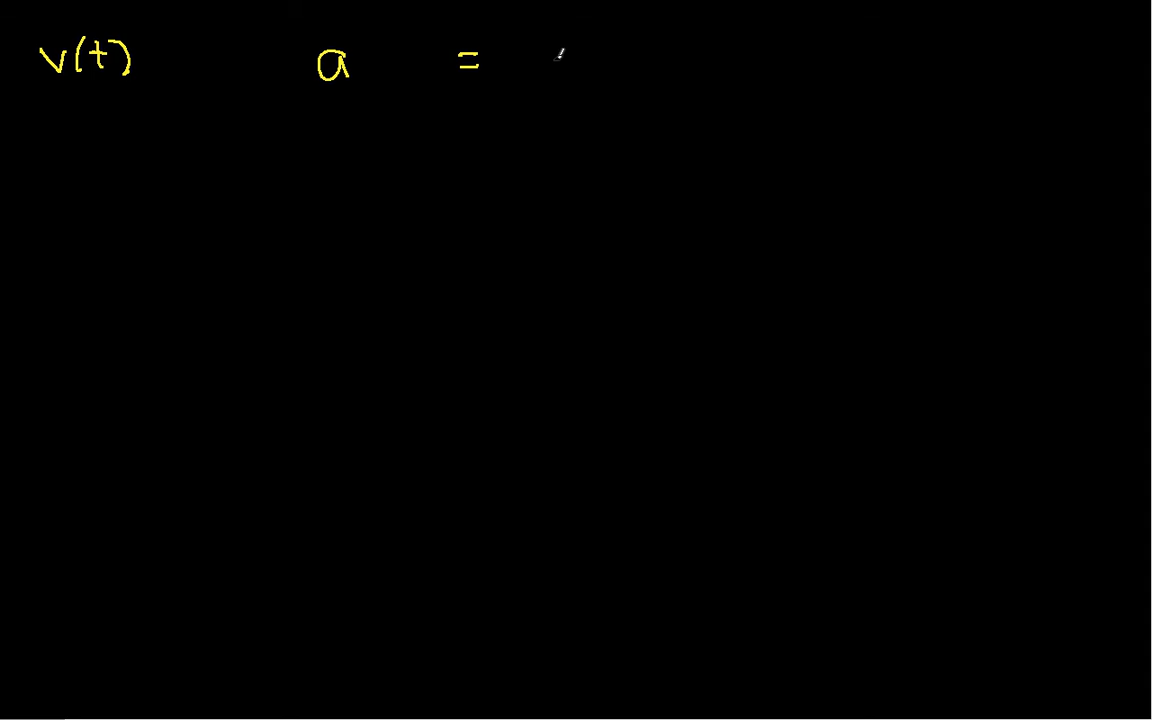 v(t) a =